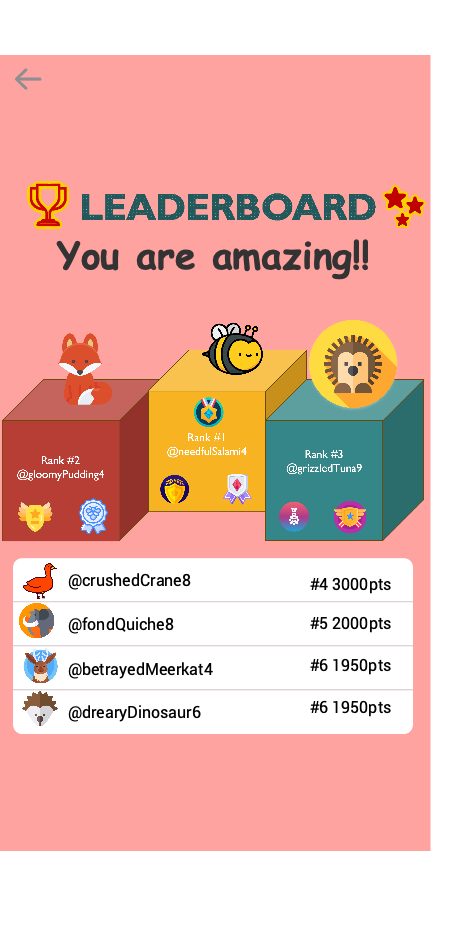 LEADERBOARD
You are amazing!!
Rank #1
@needfulSalami4
Rank #2
@gloomyPudding4
Rank #3
@grizzledTuna9
@crushedCrane8 #4 3000pts
@fondQuiche8 #5 2000pts
@betrayedMeerkat4 #6 1950pts
@drearyDinosaur6 #6 1950pts